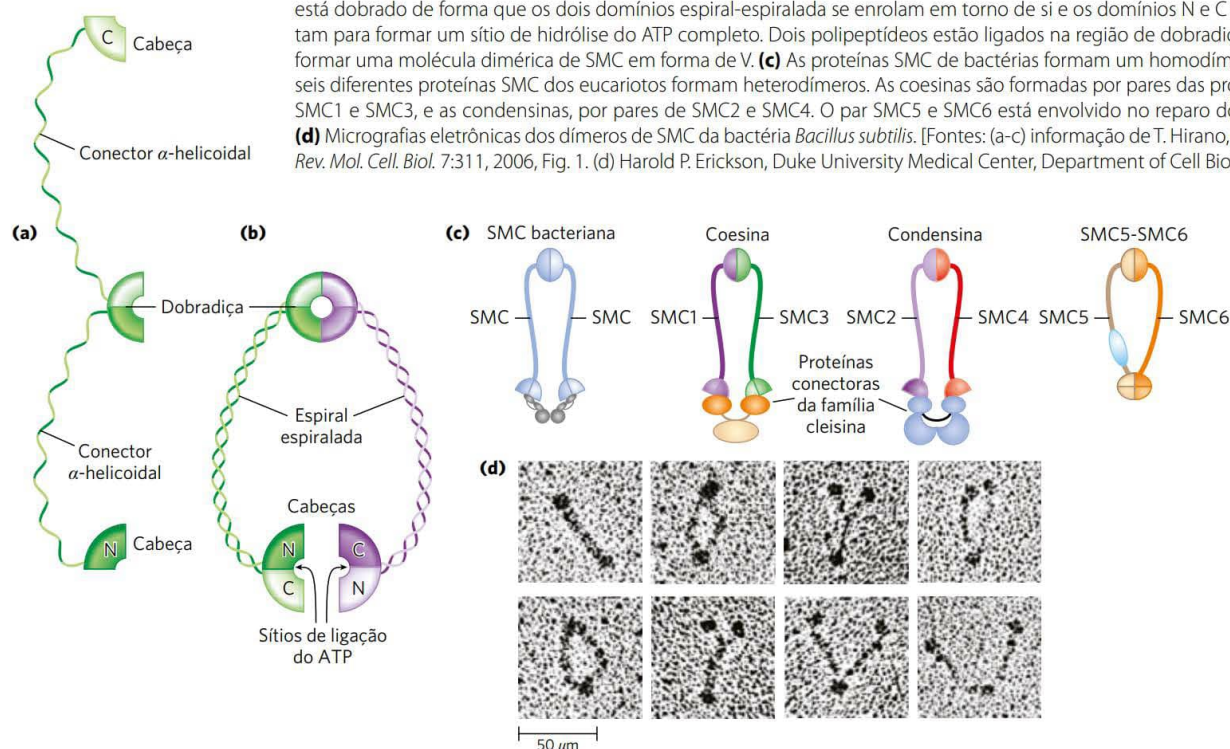 está dobrado de forma que os dois domínios espiral-espiralada se enrolam em torno de si e os domínios N e C
tam para formar um sítio de hidrólise do ATP completo. Dois polipeptídeos estão ligados na região de dobradiç
formar uma molécula dimérica de SMC em forma de V. (c) As proteínas SMC de bactérias formam um homodím
seis diferentes proteínas SMC dos eucariotos formam heterodímeros. As coesinas são formadas por pares das pro
SMC1 e SMC3, e as condensinas, por pares de SMC2 e SMC4. O par SMC5 e SMC6 está envolvido no reparo d
(d) Micrografias eletrônicas dos dímeros de SMC da bactéria Bacillus subtilis. [Fontes: (a-c) informação de T. Hirano,
Rev. Mol. Cell. Biol. 7:311, 2006, Fig. 1. (d) Harold P. Erickson, Duke University Medical Center, Department of Cell Bio
C Cabeça
Conector α-helicoidal
(a)
Dobradiça
Conector
α-helicoidal
N Cabeça
(b)
Espiral
espiralada
Cabeças
N C
C N
Sítios de ligação
do ATP
(c)
SMC bacteriana Coesina Condensina SMC5-SMC6
SMC SMC SMC1 SMC3 SMC2 SMC4 SMC5 SMC6
Proteínas
conectoras
da família
cleisina
(d)
50 μm